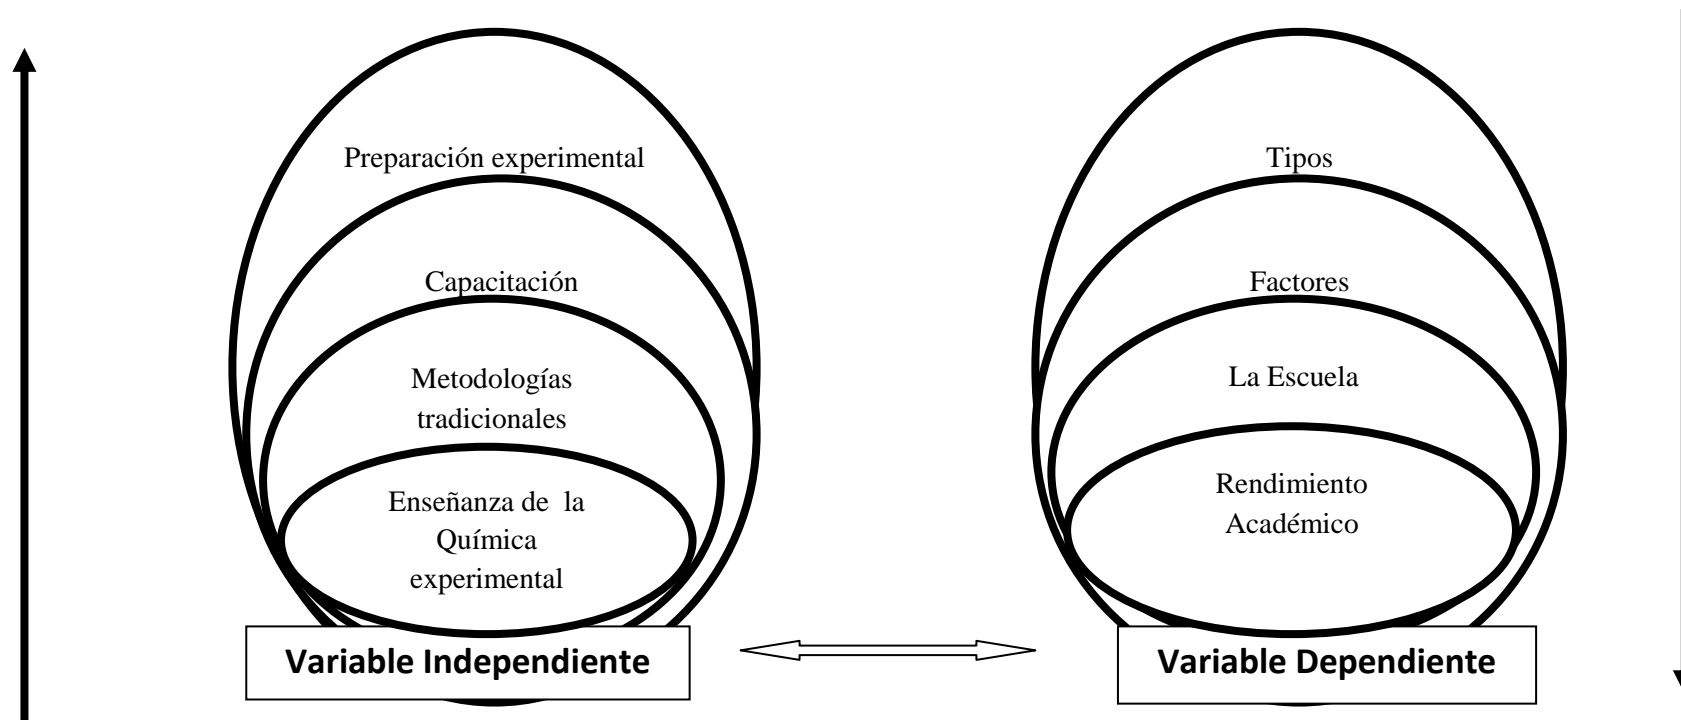 Preparación experimental
Capacitación
Metodologías
tradicionales
Enseñanza de  la
Química
experimental
Variable Independiente
Tipos
Factores
La Escuela
Rendimiento
Académico
Variable Dependiente